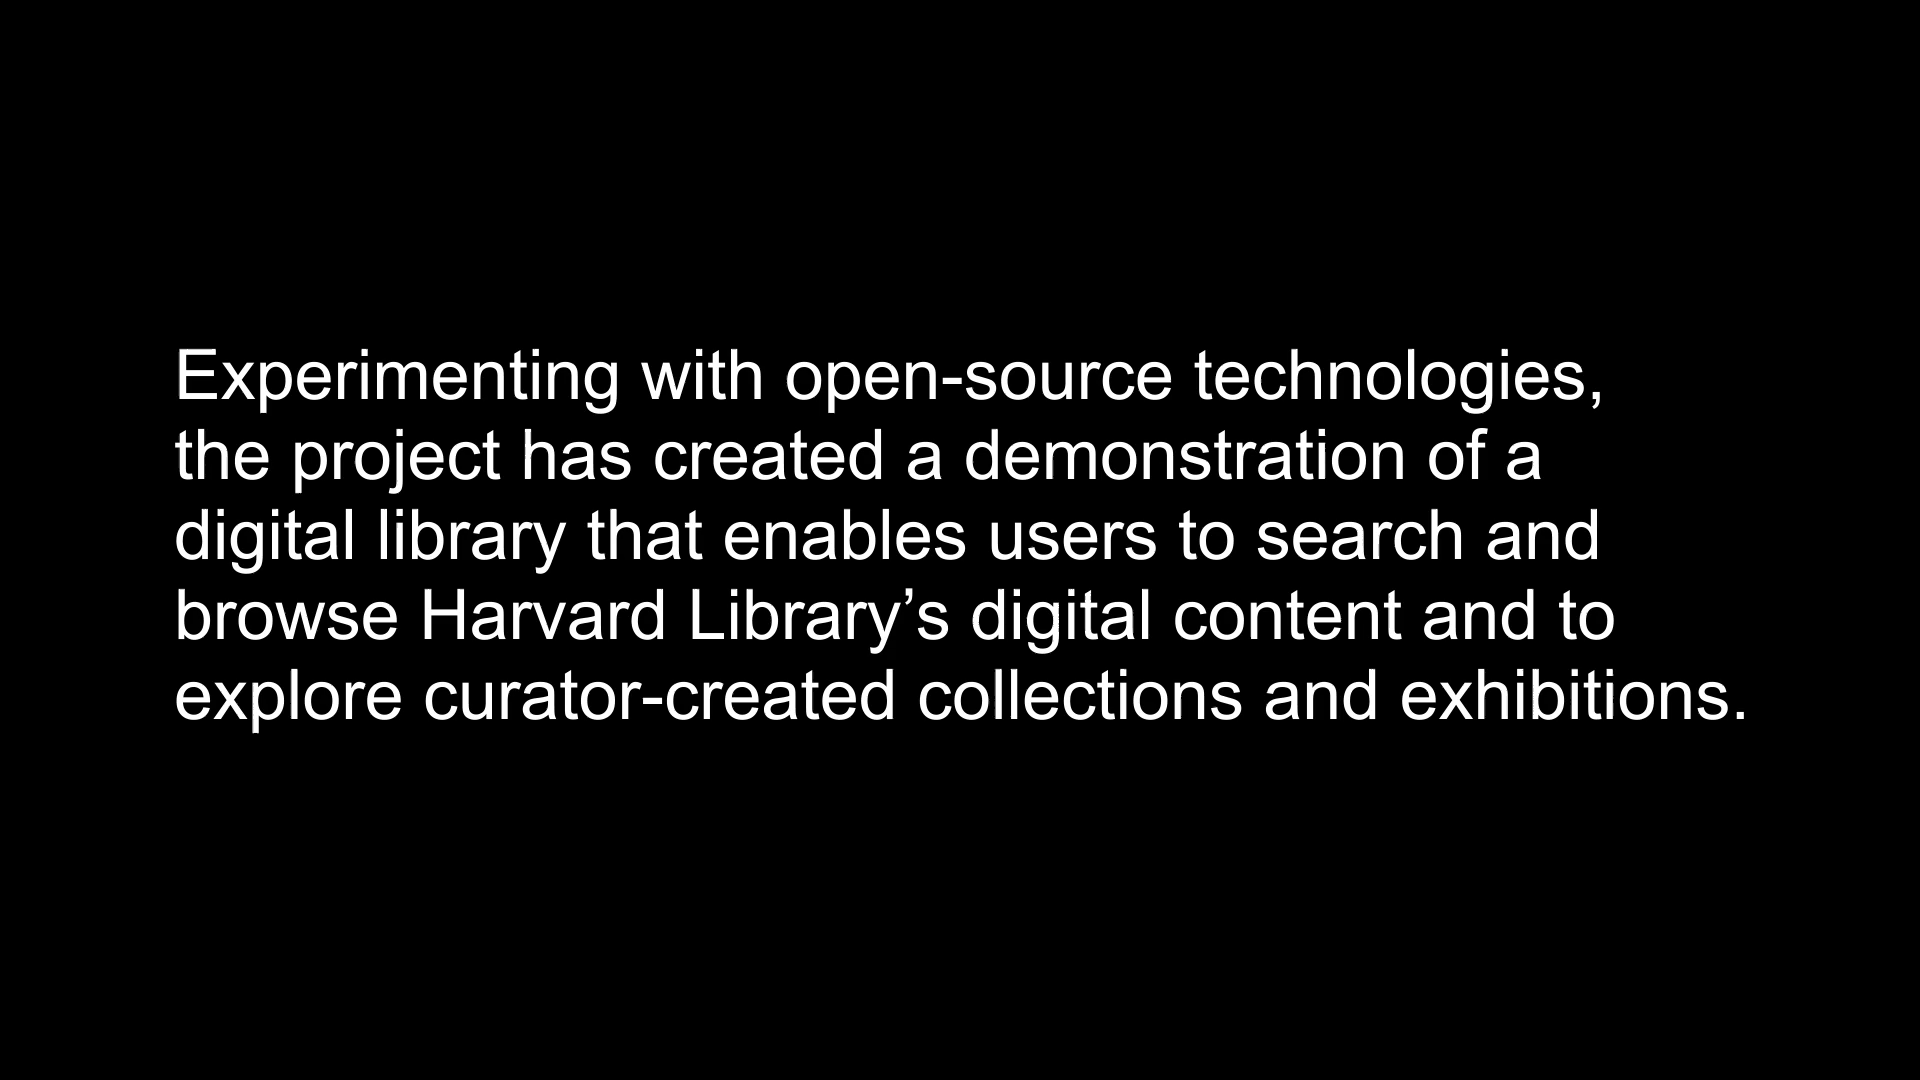 Experimenting with open-source technologies,
the project has created a demonstration of a
digital library that enables users to search and
browse Harvard Library’s digital content and to
explore curator-created collections and exhibitions.